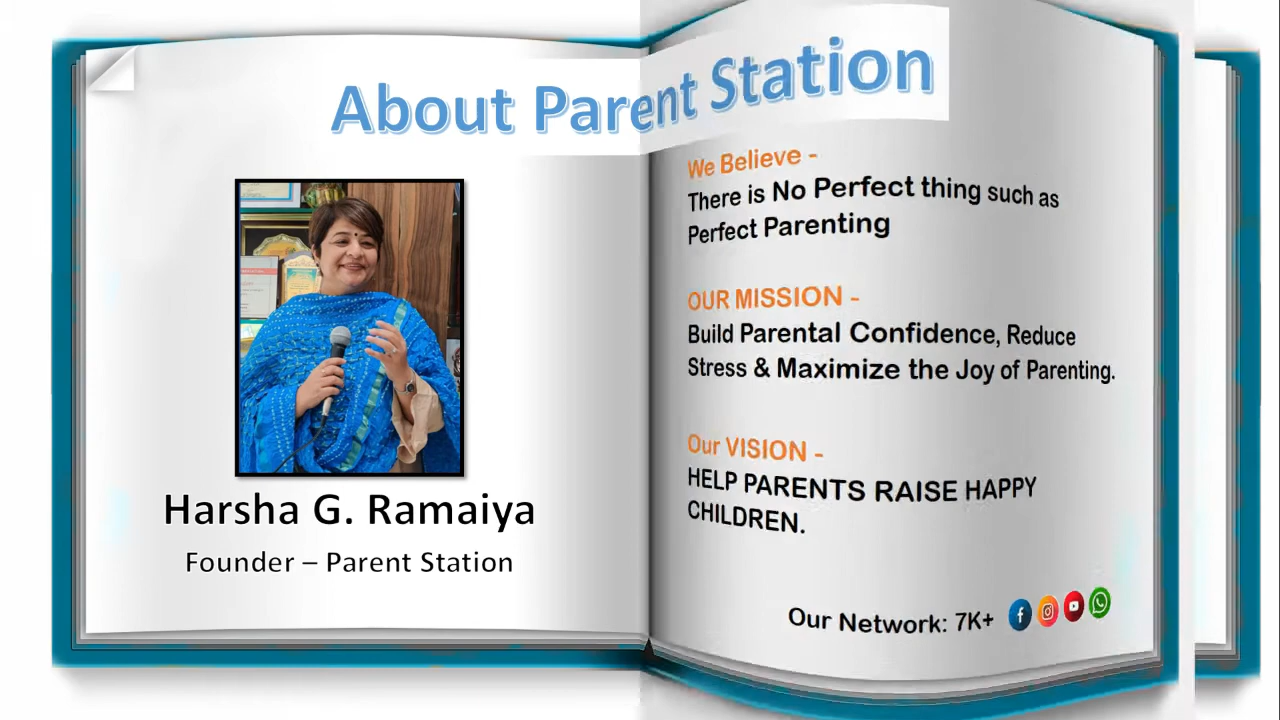 About Parent Station
Harsha G. Ramaiya
Founder – Parent Station
We Believe -
There is No Perfect thing such as
Perfect Parenting
OUR MISSION -
Build Parental Confidence, Reduce
Stress & Maximize the Joy of Parenting.
Our VISION -
HELP PARENTS RAISE HAPPY
CHILDREN.
Our Network: 7K+